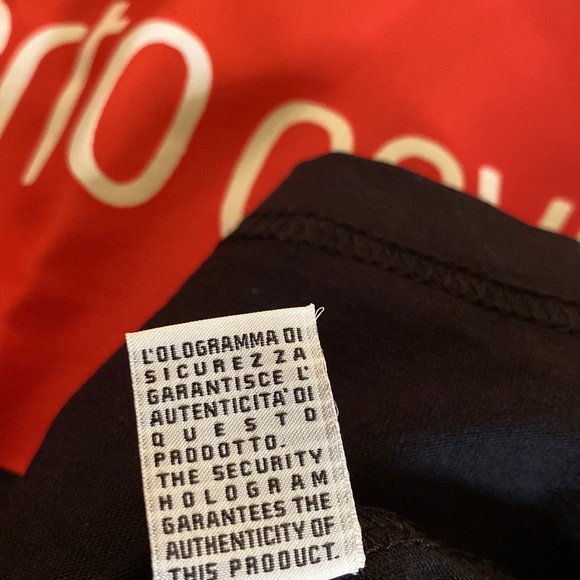 L'OLOGRAMMA DI
SICUREZZA
GARANTISCE L'
AUTENTICITA' DI
QUESTO
PRODOTTO.
THE SECURITY
HOLOGRAM
GARANTEES THE
AUTHENTICITY OF
THIS PRODUCT.